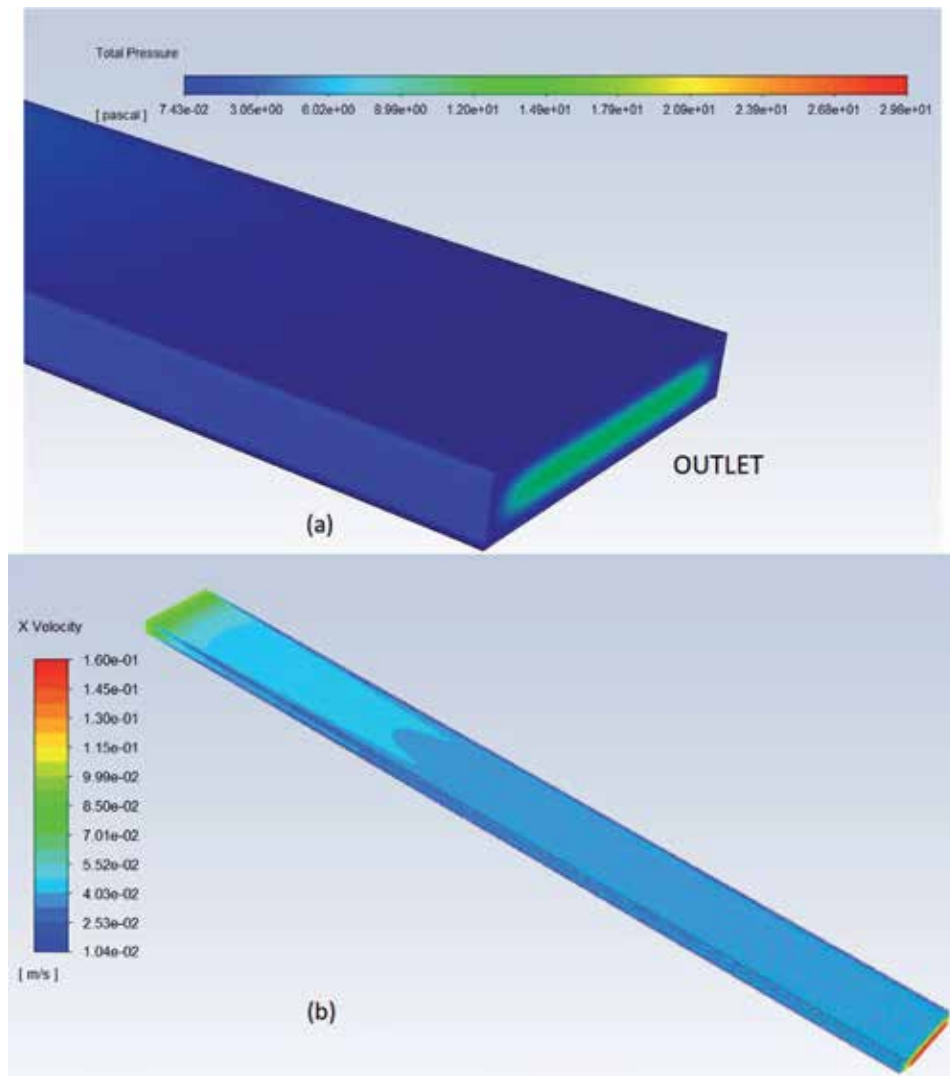 Total Pressure
[ pascal ] 7.43e-02 3.05e+00 6.02e+00 8.99e+00 1.20e+01 1.49e+01 1.79e+01 2.09e+01 2.39e+01 2.68e+01 2.98e+01
OUTLET
(a)
X Velocity
1.60e-01
1.45e-01
1.30e-01
1.15e-01
9.99e-02
8.50e-02
7.01e-02
5.52e-02
4.03e-02
2.53e-02
1.04e-02
[ m/s ]
(b)